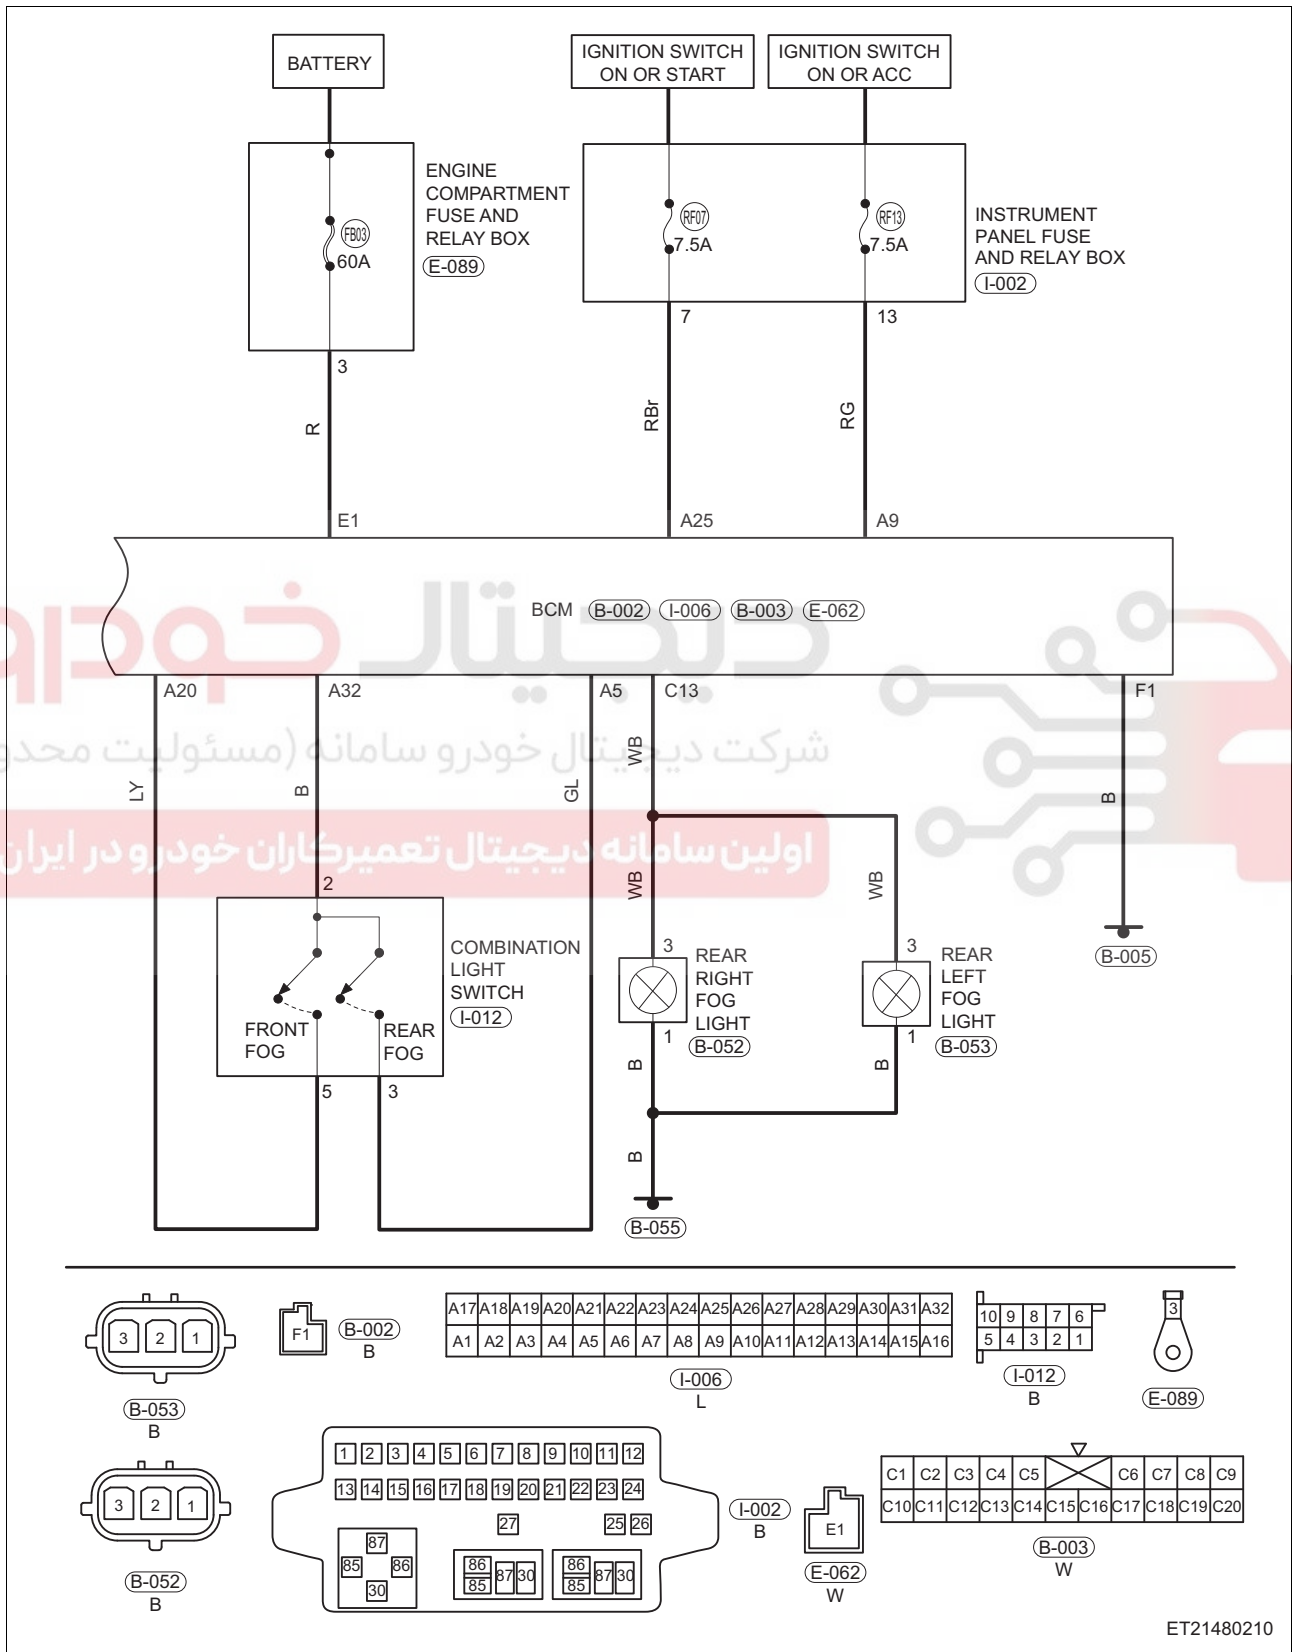 BATTERY
IGNITION SWITCH
ON OR START
IGNITION SWITCH
ON OR ACC
FB03
60A
ENGINE
COMPARTMENT
FUSE AND
RELAY BOX
E-089
RF07
7.5A
RF13
7.5A
INSTRUMENT
PANEL FUSE
AND RELAY BOX
I-002
3
7
13
R
RBr
RG
E1
A25
A9
BCM B-002 I-006 B-003 E-062
دیجیتال خودرو
A20
A32
A5
C13
F1
شرکت دیجیتال خودرو سامانه (مسئولیت محدو
LY
B
GL
WB
B
اولین سامانه دیجیتال تعمیرکاران خودرو در ایران
WB
WB
2
COMBINATION
LIGHT
SWITCH
I-012
FRONT
FOG
REAR
FOG
5
3
3
REAR
RIGHT
FOG
LIGHT
B-052
1
3
REAR
LEFT
FOG
LIGHT
B-053
1
B-005
B
B
B
B-055
3 2 1
B-053
B
F1
B-002
B
A17 A18 A19 A20 A21 A22 A23 A24 A25 A26 A27 A28 A29 A30 A31 A32
A1 A2 A3 A4 A5 A6 A7 A8 A9 A10 A11 A12 A13 A14 A15 A16
I-006
L
10 9 8 7 6
5 4 3 2 1
I-012
B
3
E-089
3 2 1
B-052
B
1 2 3 4 5 6 7 8 9 10 11 12
13 14 15 16 17 18 19 20 21 22 23 24
27 25 26
87
85 86
30
86
85
87 30
86
85
87 30
I-002
B
E1
E-062
W
C1 C2 C3 C4 C5 C6 C7 C8 C9
C10 C11 C12 C13 C14 C15 C16 C17 C18 C19 C20
B-003
W
ET21480210